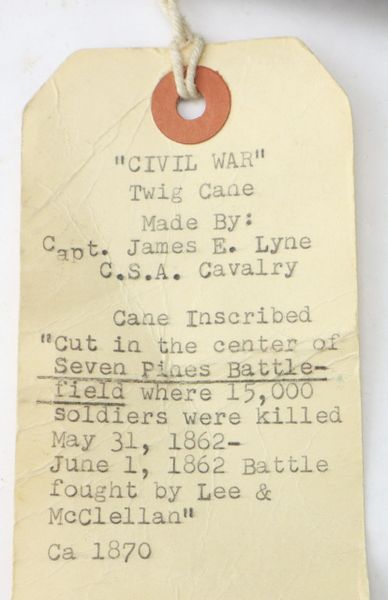 "CIVIL WAR"
Twig Cane
Made By:
Capt. James E. Lyne
C.S.A. Cavalry
Cane Inscribed
"Cut in the center of
Seven Pines Battle-
field where 15,000
soldiers were killed
May 31, 1862-
June 1, 1862 Battle
fought by Lee &
McClellan"
Ca 1870